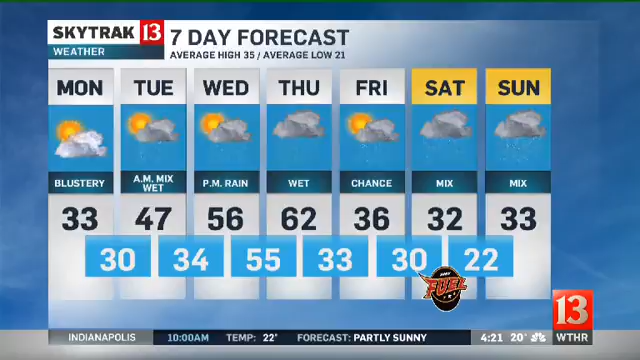 SKYTRAK 13
WEATHER
7 DAY FORECAST
AVERAGE HIGH 35 / AVERAGE LOW 21
MON TUE WED THU FRI SAT SUN
BLUSTERY A.M. MIX WET P.M. RAIN WET CHANCE MIX MIX
33 47 56 62 36 32 33
30 34 55 33 30 22
FUEL
13
WTHR
INDIANAPOLIS 10:00AM TEMP: 22° FORECAST: PARTLY SUNNY 4:21 20°